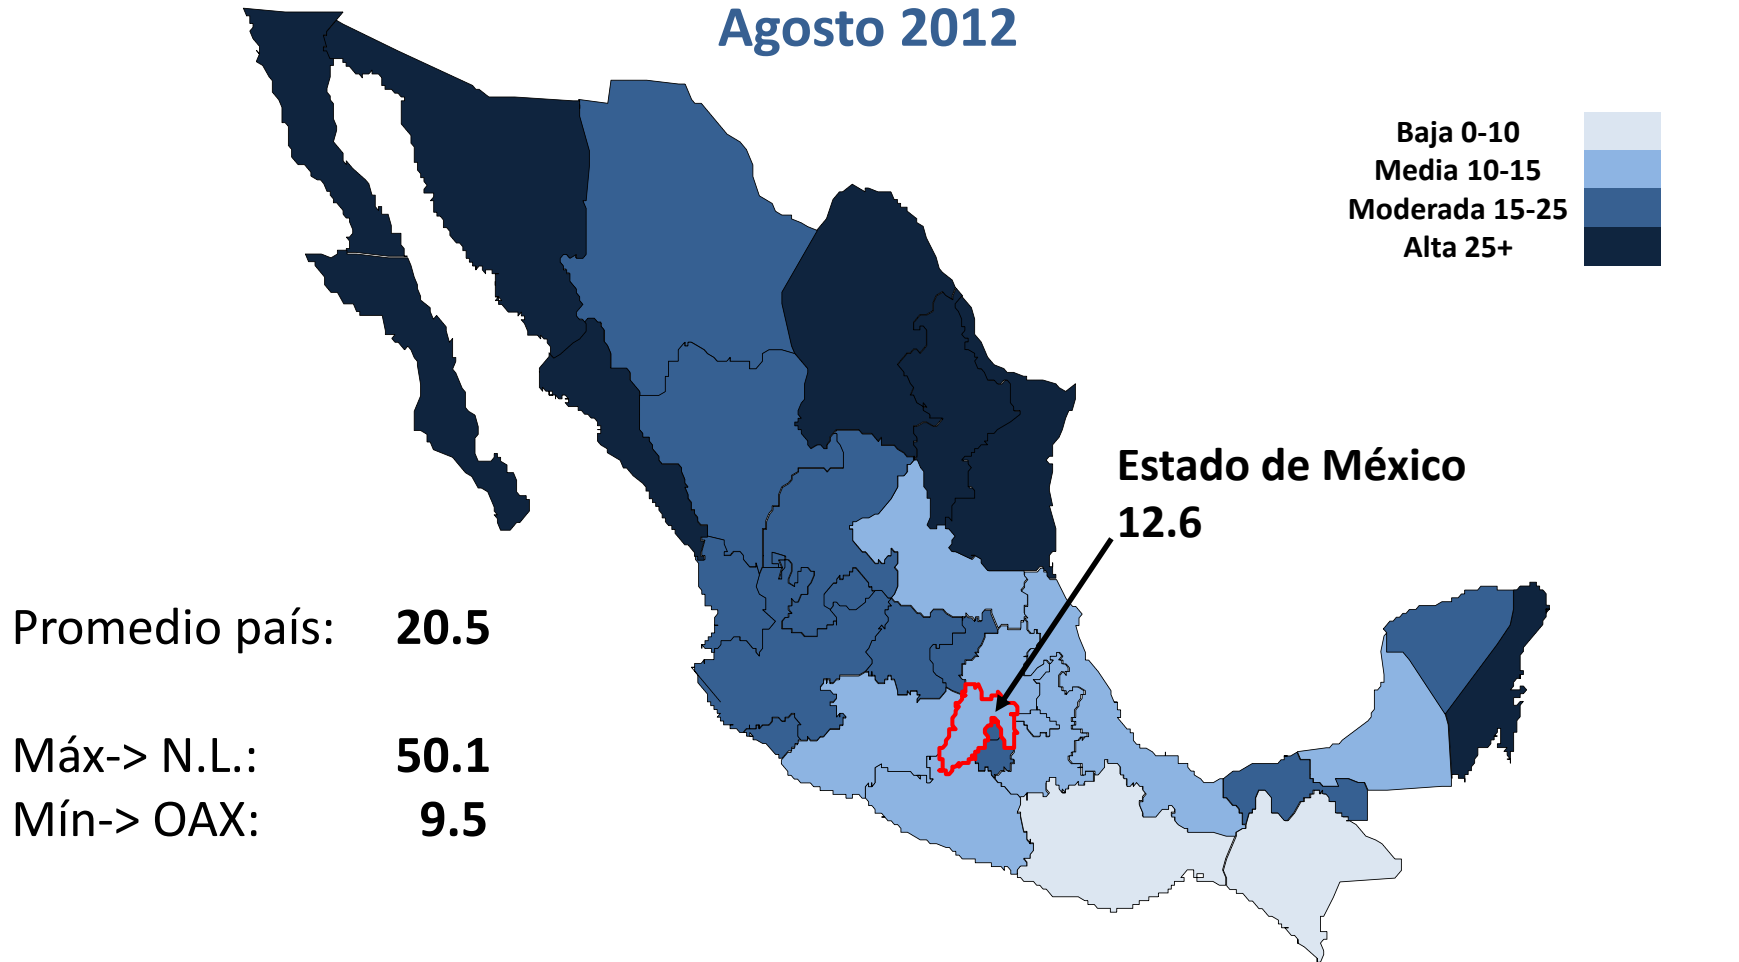 Agosto 2012
Baja 0-10
Media 10-15
Moderada 15-25
Alta 25+
Estado de México
12.6
Promedio país: 20.5
Máx-> N.L.: 50.1
Mín-> OAX: 9.5